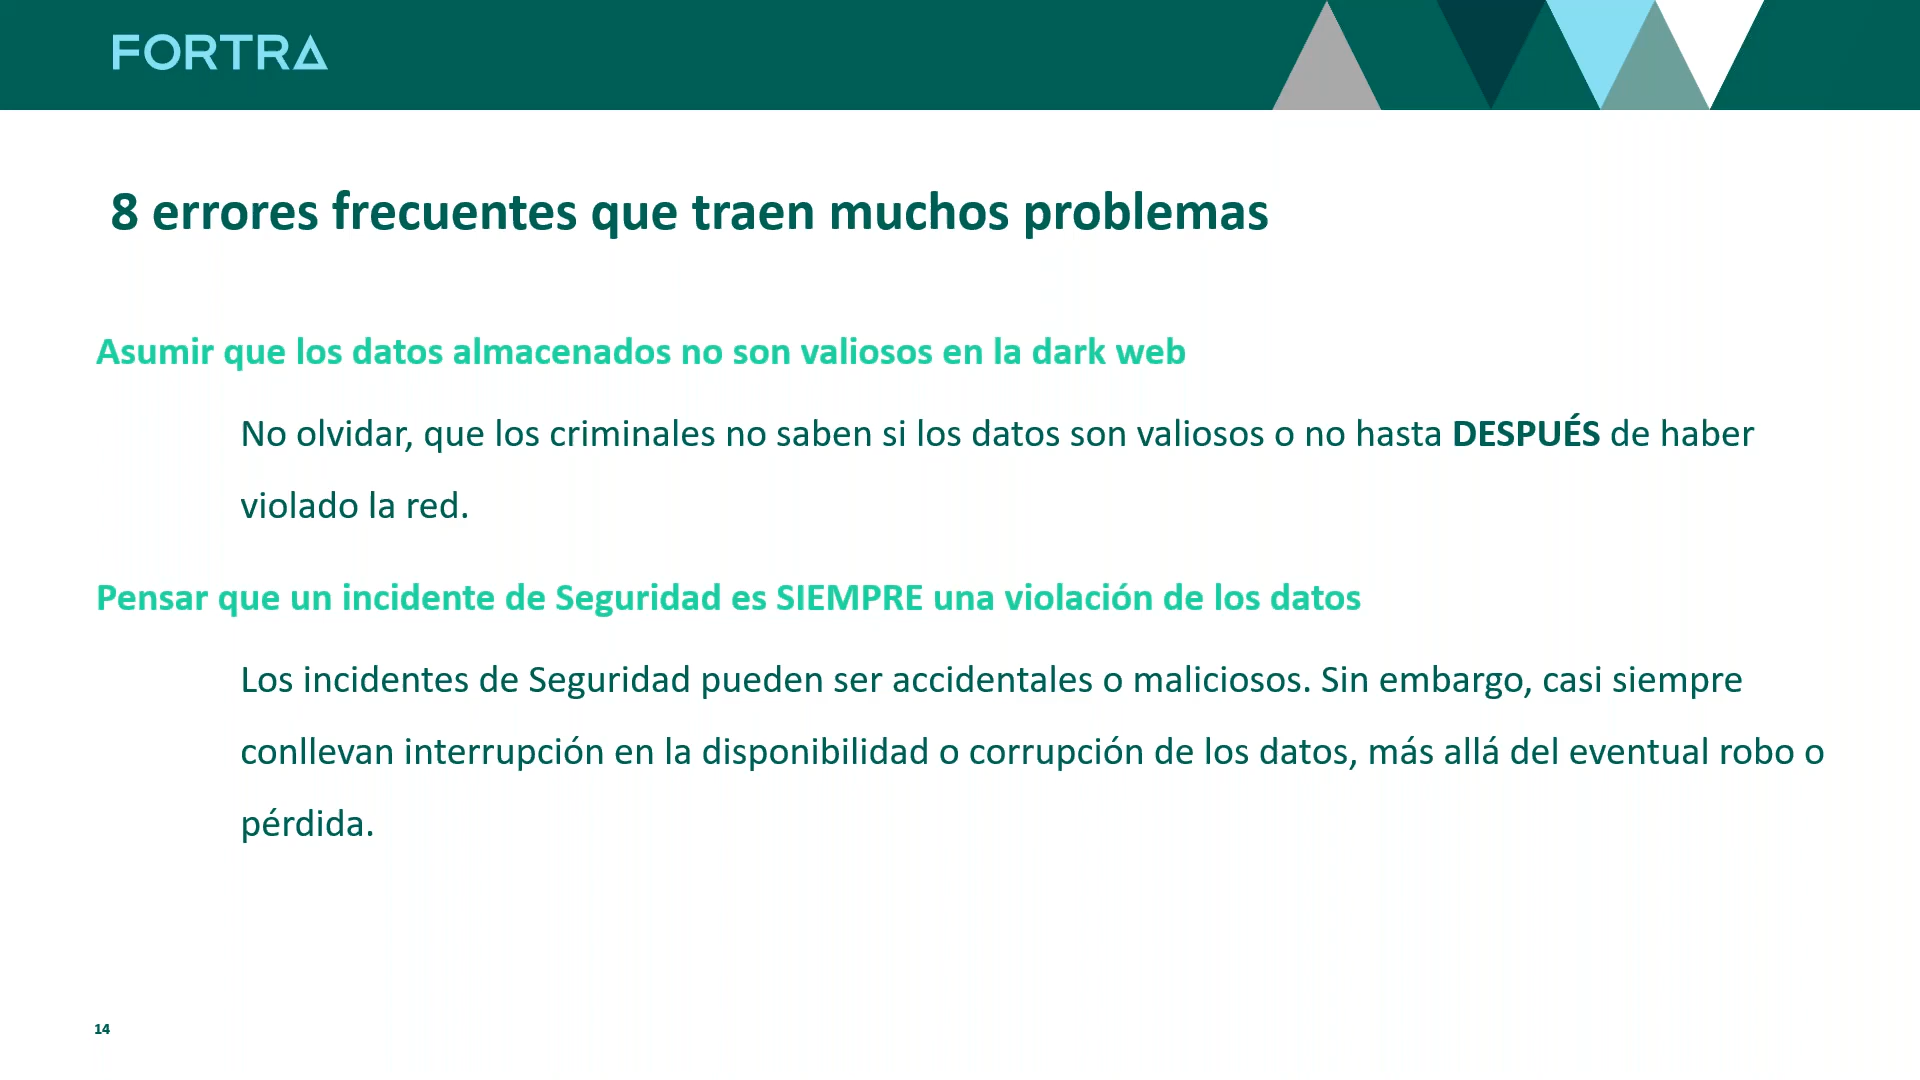 FORTRA
8 errores frecuentes que traen muchos problemas
Asumir que los datos almacenados no son valiosos en la dark web
No olvidar, que los criminales no saben si los datos son valiosos o no hasta DESPUÉS de haber
violado la red.
Pensar que un incidente de Seguridad es SIEMPRE una violación de los datos
Los incidentes de Seguridad pueden ser accidentales o maliciosos. Sin embargo, casi siempre
conllevan interrupción en la disponibilidad o corrupción de los datos, más allá del eventual robo o
pérdida.
14